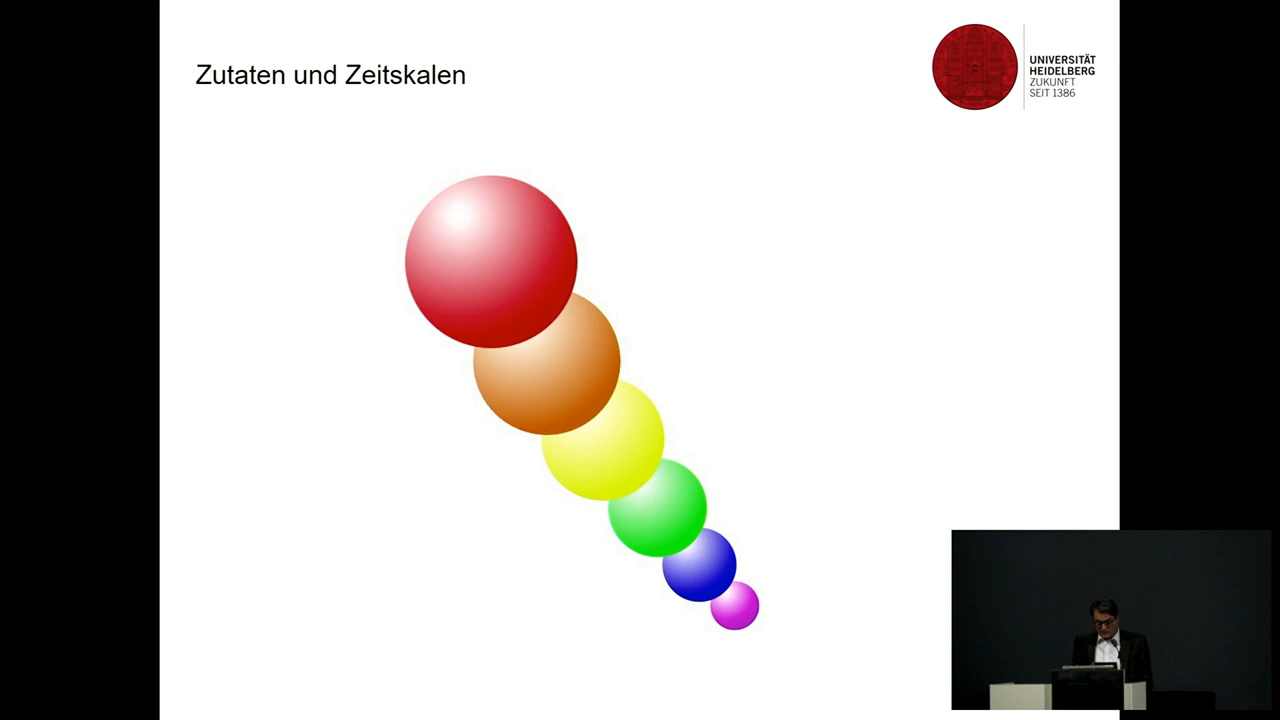 Zutaten und Zeitskalen
UNIVERSITÄT
HEIDELBERG
ZUKUNFT
SEIT 1386